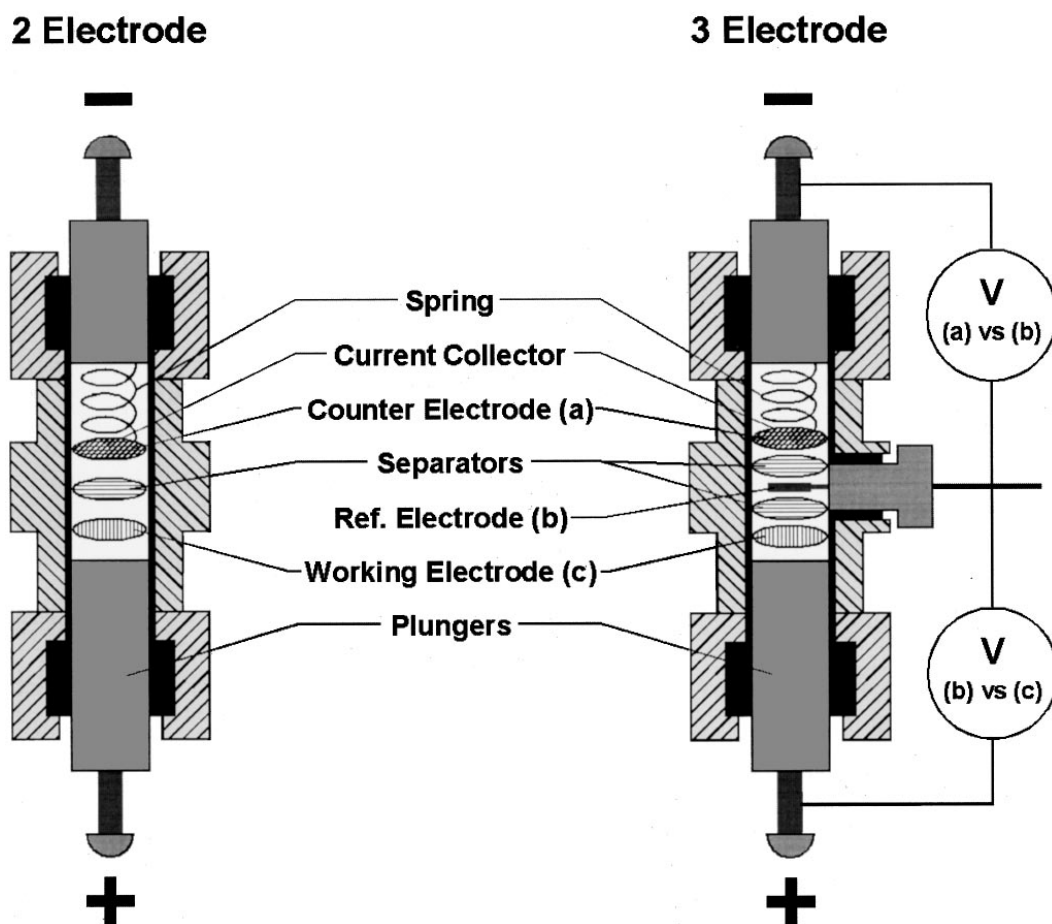 2 Electrode
3 Electrode
Spring
Current Collector
Counter Electrode (a)
Separators
Ref. Electrode (b)
Working Electrode (c)
Plungers
V
(a) vs (b)
V
(b) vs (c)